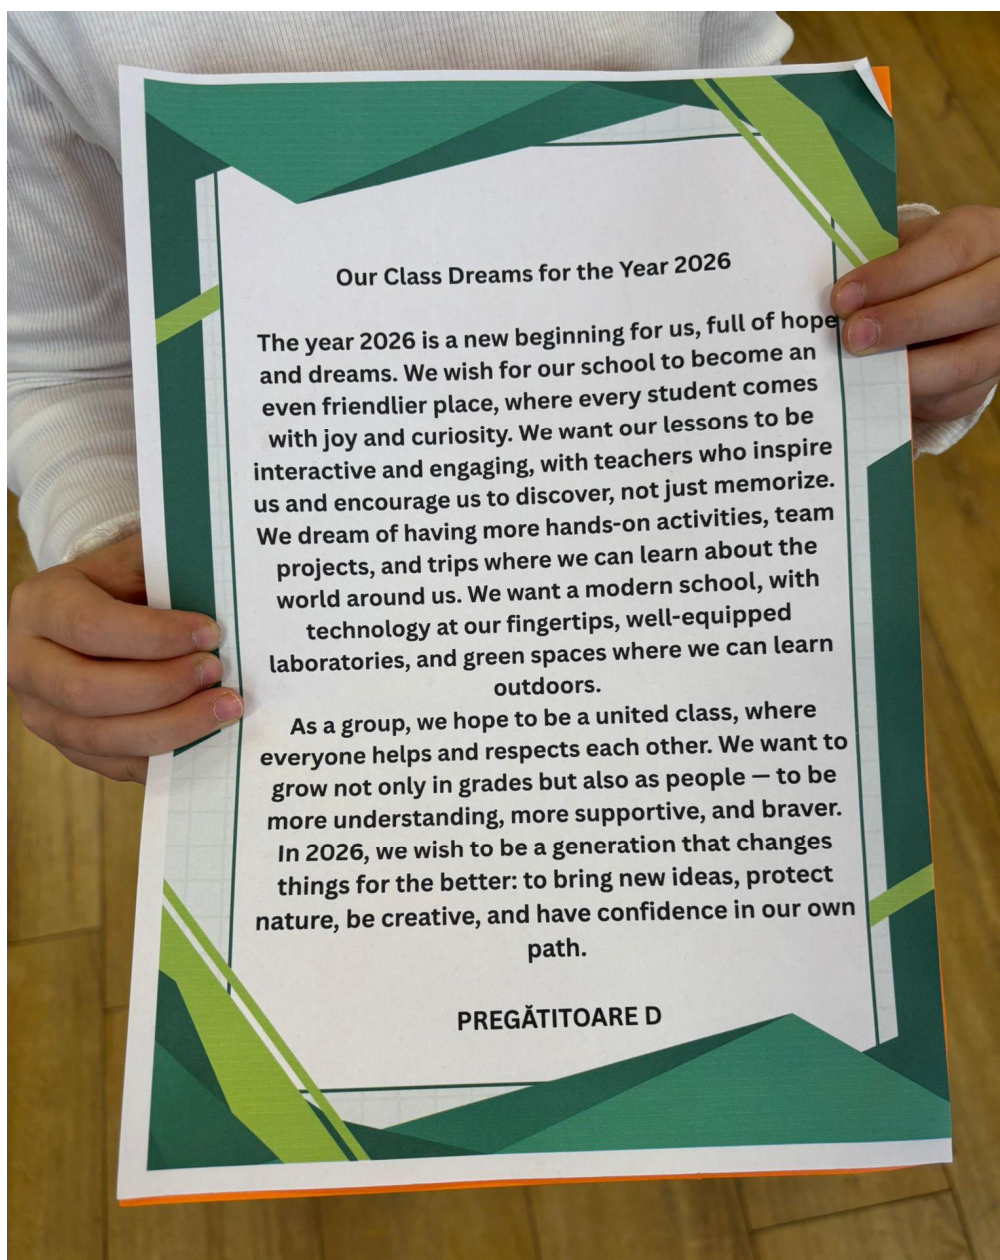 Our Class Dreams for the Year 2026
The year 2026 is a new beginning for us, full of hope
and dreams. We wish for our school to become an
even friendlier place, where every student comes
with joy and curiosity. We want our lessons to be
interactive and engaging, with teachers who inspire
us and encourage us to discover, not just memorize.
We dream of having more hands-on activities, team
projects, and trips where we can learn about the
world around us. We want a modern school, with
technology at our fingertips, well-equipped
laboratories, and green spaces where we can learn
outdoors.
As a group, we hope to be a united class, where
everyone helps and respects each other. We want to
grow not only in grades but also as people — to be
more understanding, more supportive, and braver.
In 2026, we wish to be a generation that changes
things for the better: to bring new ideas, protect
nature, be creative, and have confidence in our own
path.
PREGĂTITOARE D